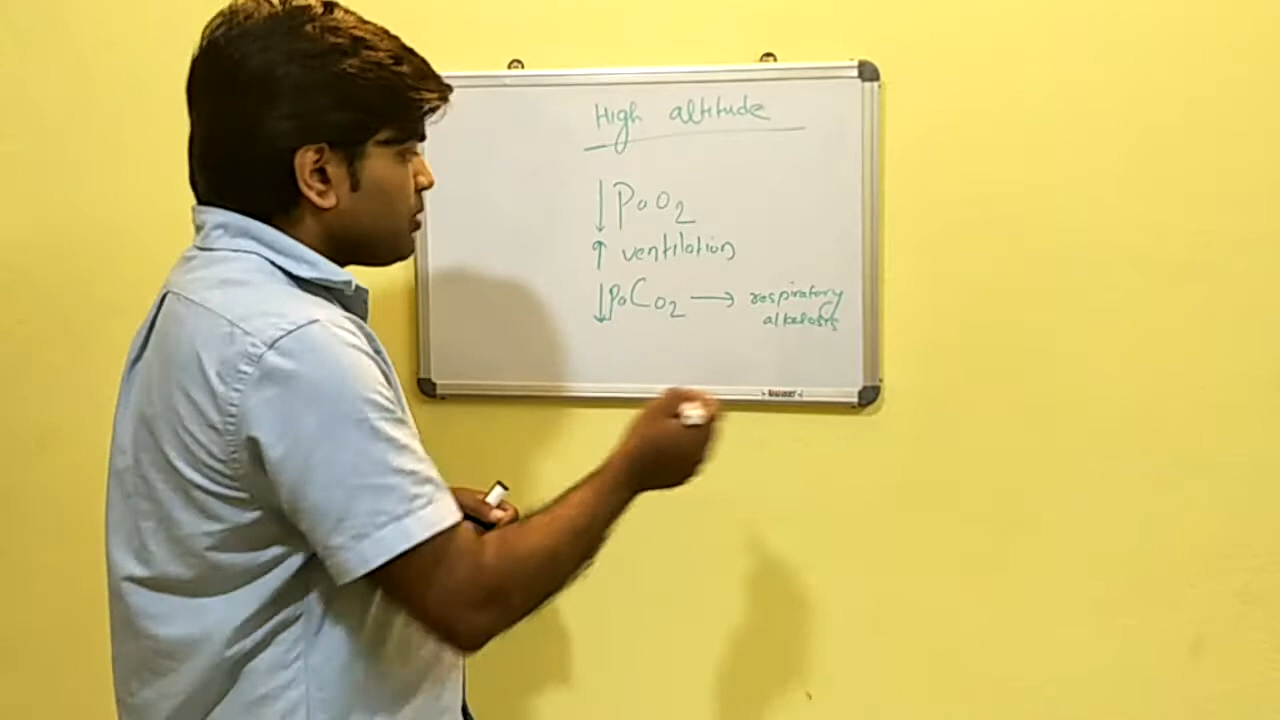 High altitude
↓ PaO2
↑ ventilation
↓ PaCO2 → respiratory
alkalosis